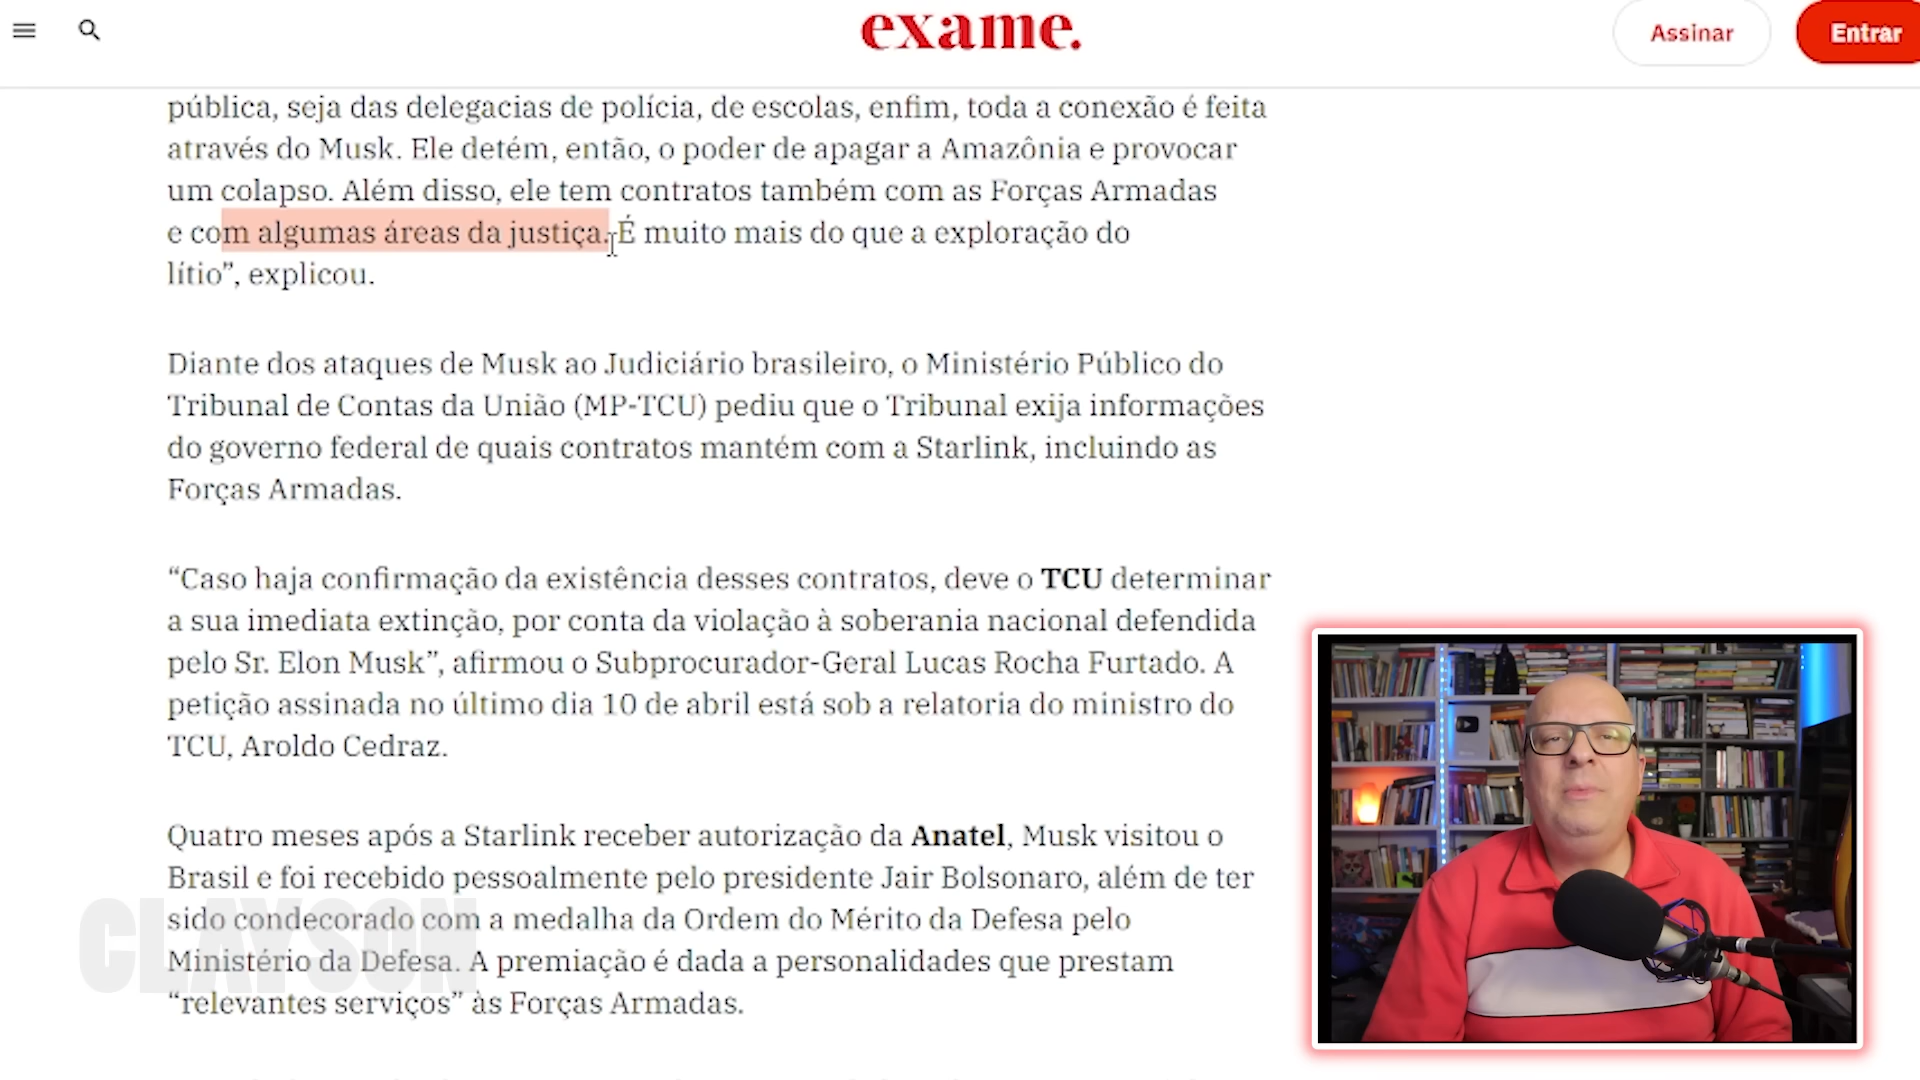 exame.
Assinar
Entrar
pública, seja das delegacias de polícia, de escolas, enfim, toda a conexão é feita
através do Musk. Ele detém, então, o poder de apagar a Amazônia e provocar
um colapso. Além disso, ele tem contratos também com as Forças Armadas
e com algumas áreas da justiça. É muito mais do que a exploração do
lítio”, explicou.
Diante dos ataques de Musk ao Judiciário brasileiro, o Ministério Público do
Tribunal de Contas da União (MP-TCU) pediu que o Tribunal exija informações
do governo federal de quais contratos mantém com a Starlink, incluindo as
Forças Armadas.
“Caso haja confirmação da existência desses contratos, deve o TCU determinar
a sua imediata extinção, por conta da violação à soberania nacional defendida
pelo Sr. Elon Musk”, afirmou o Subprocurador-Geral Lucas Rocha Furtado. A
petição assinada no último dia 10 de abril está sob a relatoria do ministro do
TCU, Aroldo Cedraz.
Quatro meses após a Starlink receber autorização da Anatel, Musk visitou o
Brasil e foi recebido pessoalmente pelo presidente Jair Bolsonaro, além de ter
sido condecorado com a medalha da Ordem do Mérito da Defesa pelo
Ministério da Defesa. A premiação é dada a personalidades que prestam
“relevantes serviços” às Forças Armadas.
CLAYSON